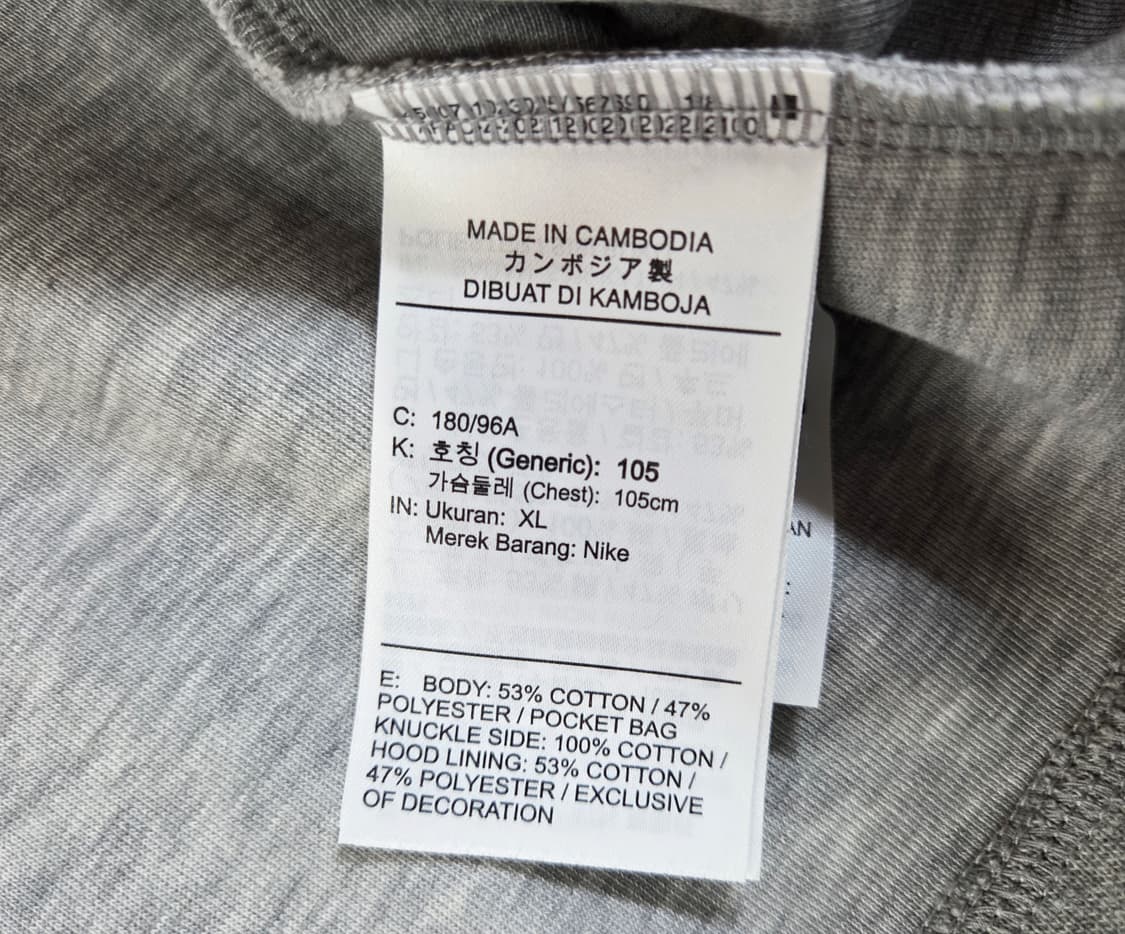 MADE IN CAMBODIA
カンボジア製
DIBUAT DI KAMBOJA
C: 180/96A
K: 호칭 (Generic): 105
가슴둘레 (Chest): 105cm
IN: Ukuran: XL
Merek Barang: Nike
AN
E: BODY: 53% COTTON / 47%
POLYESTER / POCKET BAG
KNUCKLE SIDE: 100% COTTON /
HOOD LINING: 53% COTTON /
47% POLYESTER / EXCLUSIVE
OF DECORATION